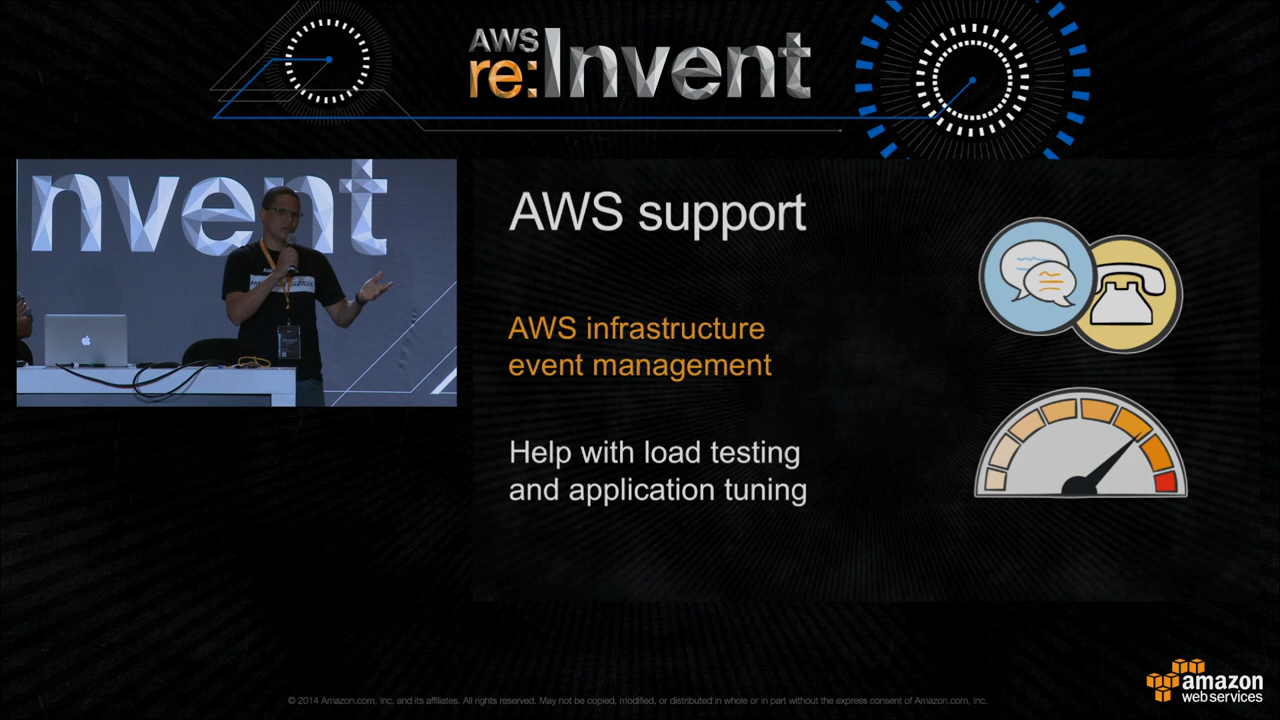 AWS
re:Invent
nvent
AWS support
AWS infrastructure
event management
Help with load testing
and application tuning
© 2014 Amazon.com, Inc. and its affiliates. All rights reserved. May not be copied, modified, or distributed in whole or in part without the express consent of Amazon.com, Inc.
amazon
web services